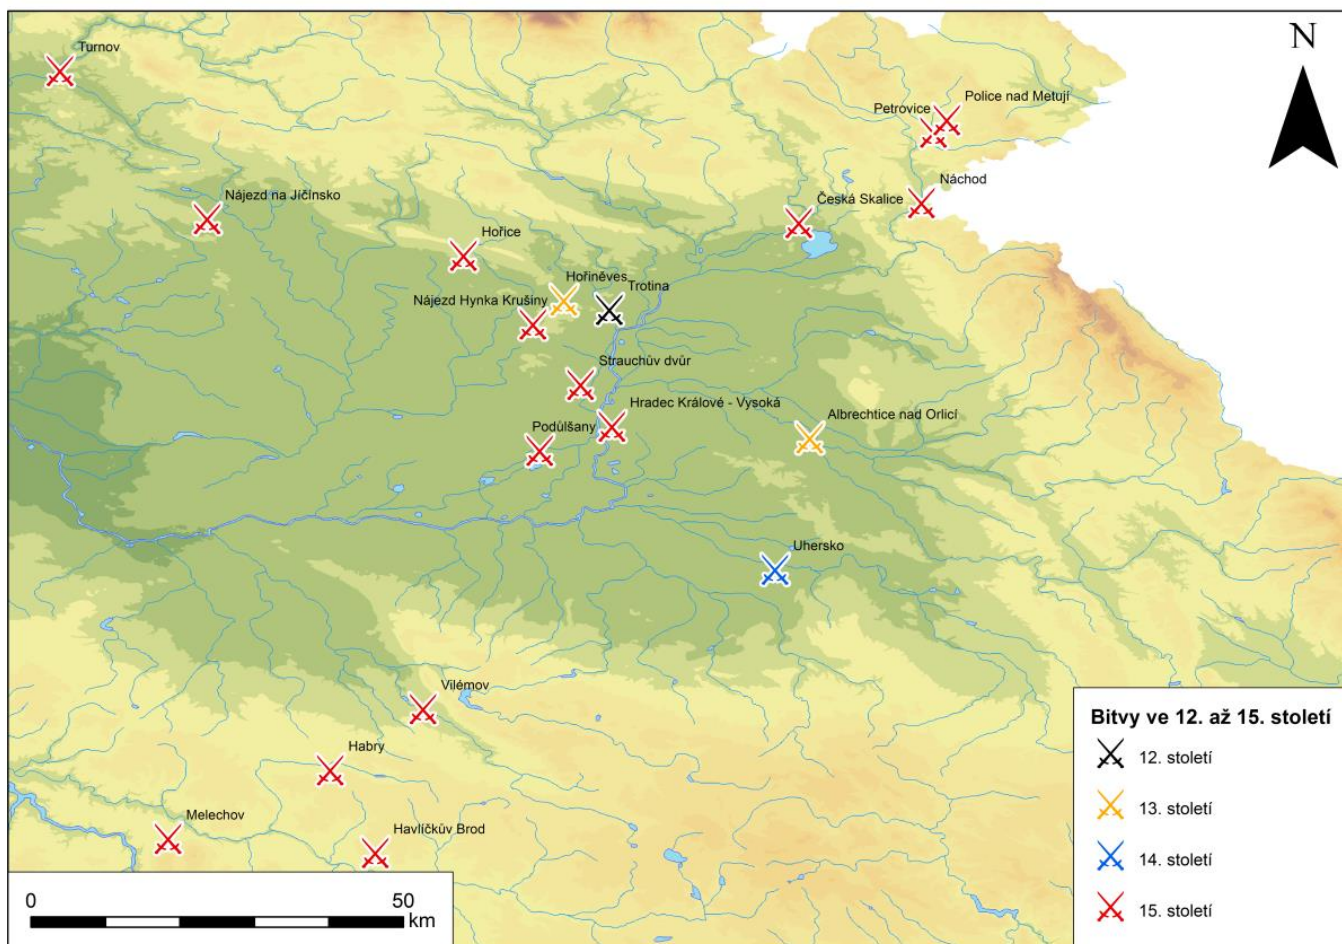 Turnov
N
Police nad Metují
Petrovice
Náchod
Nájezd na Jíčínsko
Česká Skalice
Hořice
Hořiněves
Trotina
Nájezd Hynka Krušiny
Strauchův dvůr
Hradec Králové - Vysoká
Albrechtice nad Orlicí
Podůlšany
Uhersko
Vilémov
Habry
Melechov
Havlíčkův Brod
0 50
km
Bitvy ve 12. až 15. století
12. století
13. století
14. století
15. století